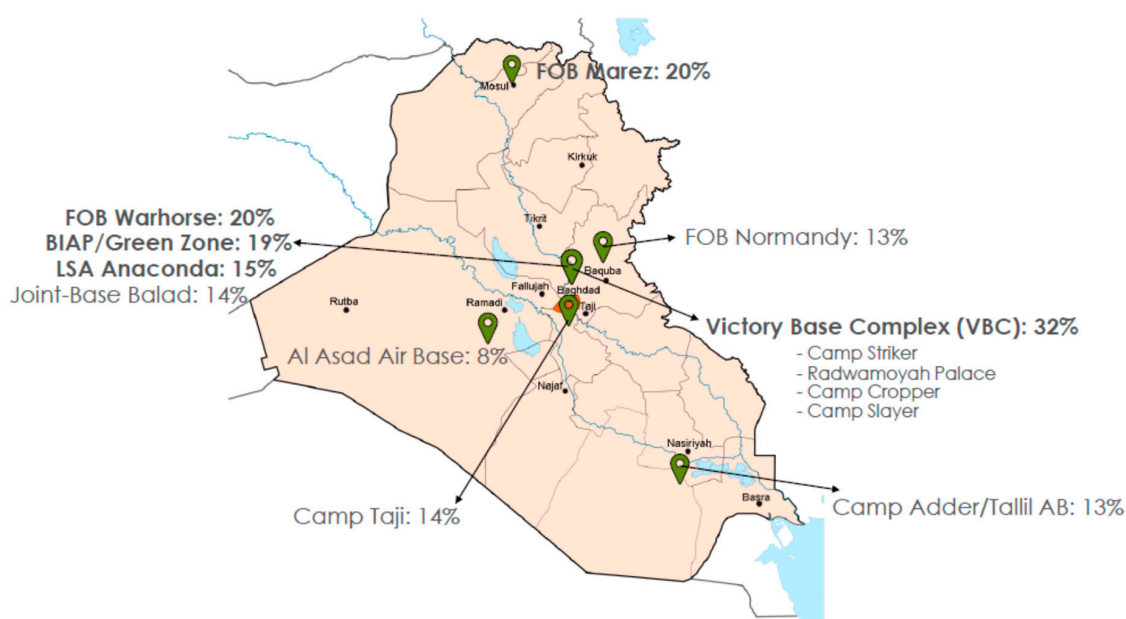 FOB Marez: 20%
Mosul
Kirkuk
Tikrit
FOB Warhorse: 20%
BIAP/Green Zone: 19%
LSA Anaconda: 15%
Joint-Base Balad: 14%
FOB Normandy: 13%
Baquba
Baghdad
Fallujah
Taji
Ramadi
Rutba
Victory Base Complex (VBC): 32%
- Camp Striker
- Radwamoyah Palace
- Camp Cropper
- Camp Slayer
Al Asad Air Base: 8%
Najaf
Nasiriyah
Basra
Camp Taji: 14%
Camp Adder/Tallil AB: 13%